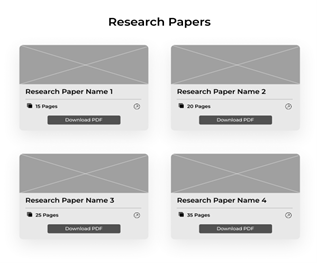 Research Papers
Research Paper Name 1
15 Pages
Download PDF
Research Paper Name 2
20 Pages
Download PDF
Research Paper Name 3
25 Pages
Download PDF
Research Paper Name 4
35 Pages
Download PDF